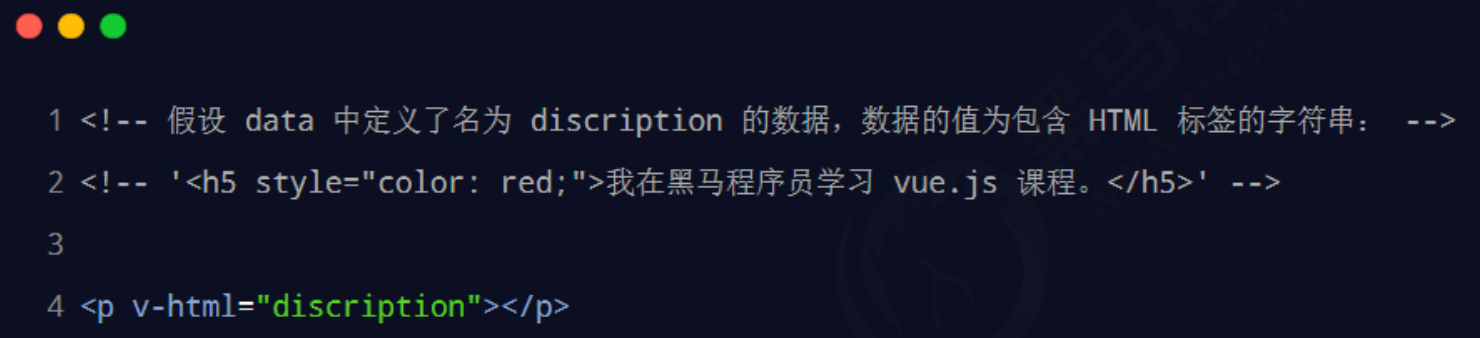 1 <!-- 假设 data 中定义了名为 discription 的数据，数据的值为包含 HTML 标签的字符串： -->
2 <!-- '<h5 style="color: red;">我在黑马程序员学习 vue.js 课程。</h5>' -->
3
4 <p v-html="discription"></p>